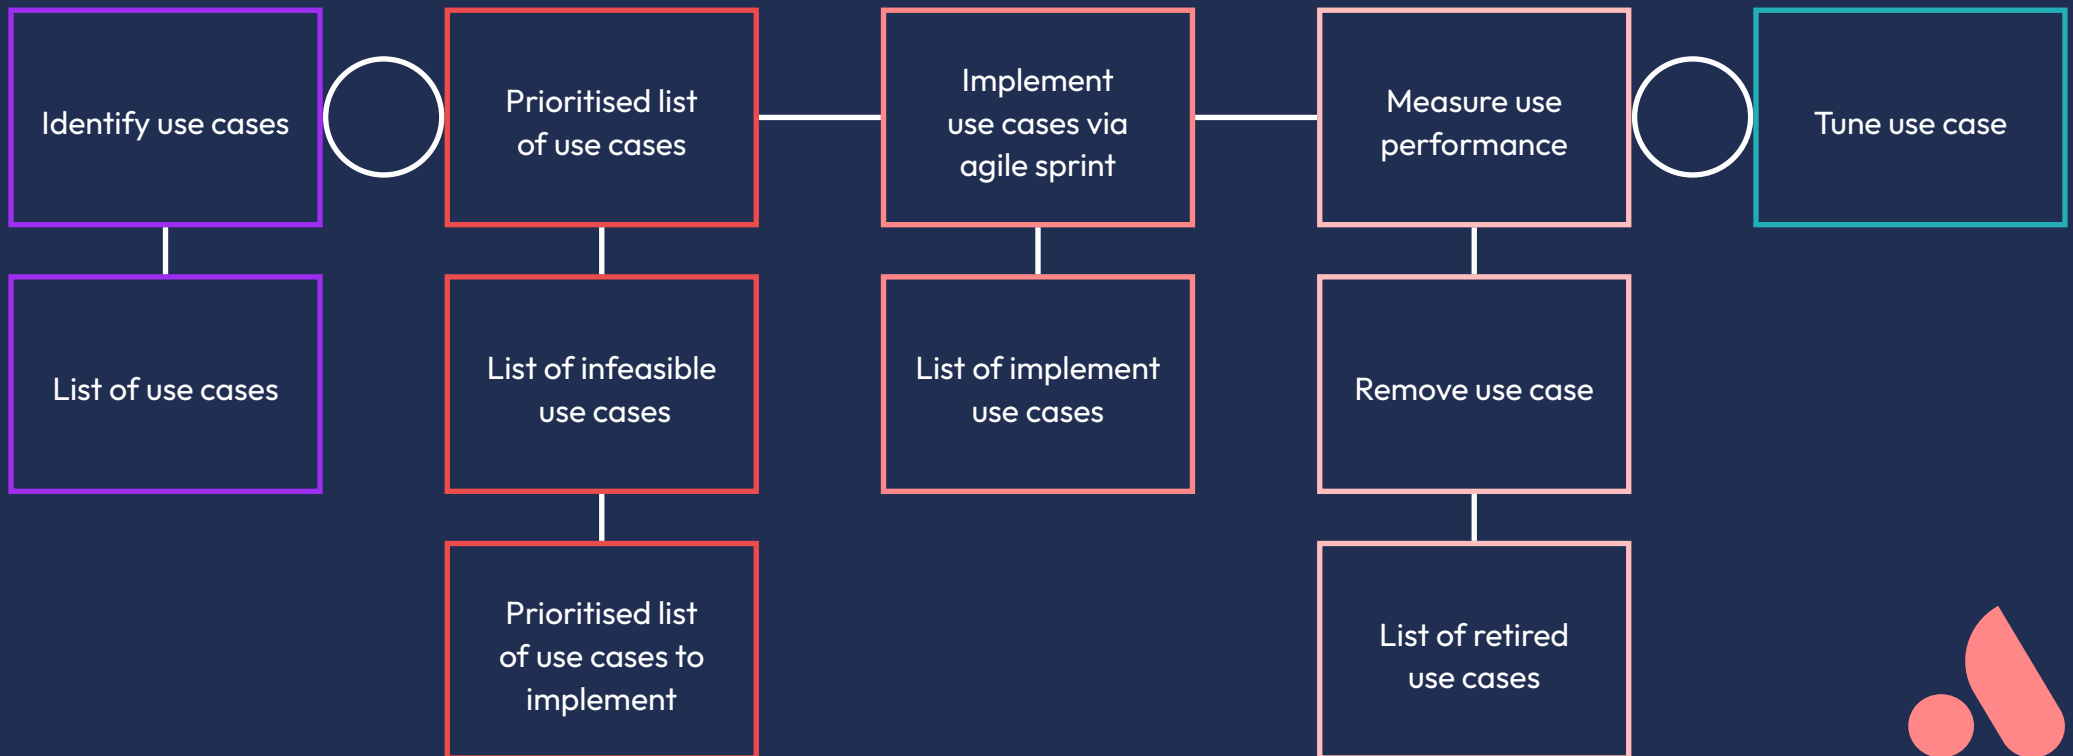 Identify use cases
Prioritised list
of use cases
Implement
use cases via
agile sprint
Measure use
performance
Tune use case
List of use cases
List of infeasible
use cases
List of implement
use cases
Remove use case
Prioritised list
of use cases to
implement
List of retired
use cases